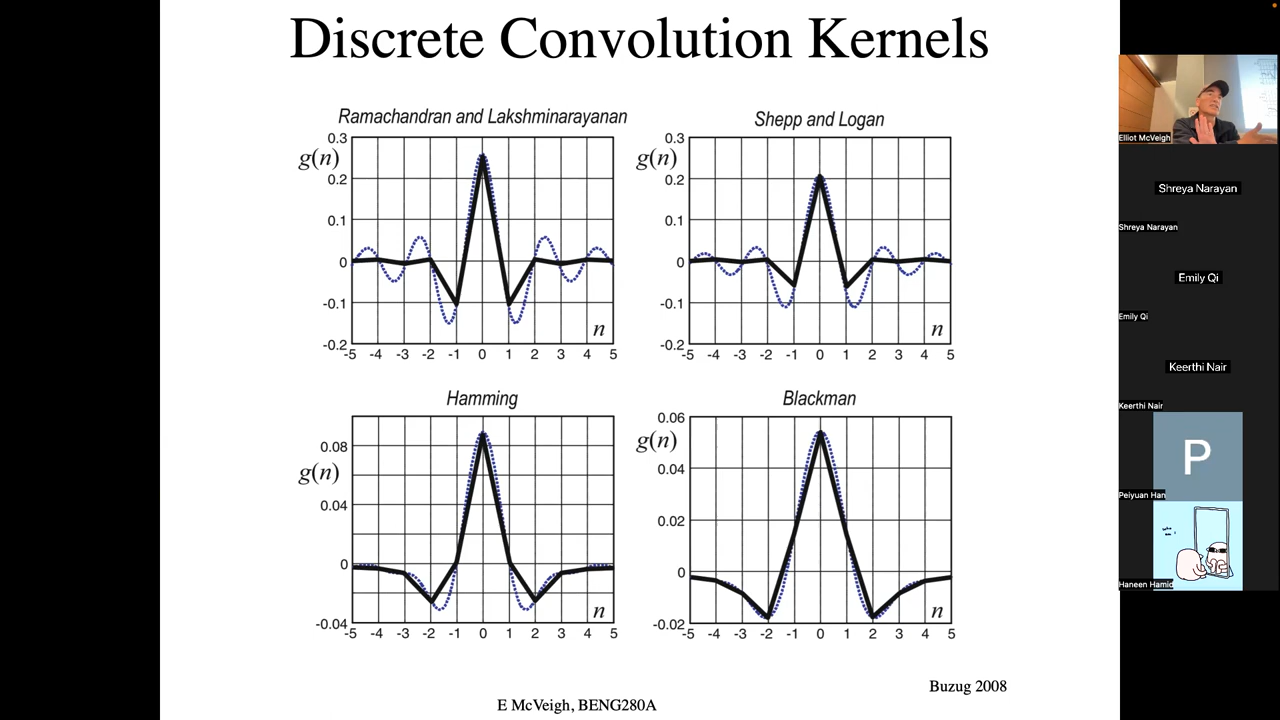 Discrete Convolution Kernels
Ramachandran and Lakshminarayanan
0.3
g(n)
0.2
0.1
0
-0.1
-0.2
n
-5 -4 -3 -2 -1 0 1 2 3 4 5
Shepp and Logan
0.3
g(n)
0.2
0.1
0
-0.1
-0.2
n
-5 -4 -3 -2 -1 0 1 2 3 4 5
Hamming
0.08
g(n)
0.04
0
-0.04
n
-5 -4 -3 -2 -1 0 1 2 3 4 5
Blackman
0.06
g(n)
0.04
0.02
0
-0.02
n
-5 -4 -3 -2 -1 0 1 2 3 4 5
Buzug 2008
E McVeigh, BENG280A
Elliot McVeigh
Shreya Narayan
Shreya Narayan
Emily Qi
Emily Qi
Keerthi Nair
Keerthi Nair
P
Peiyuan Han
Haneen Hamid